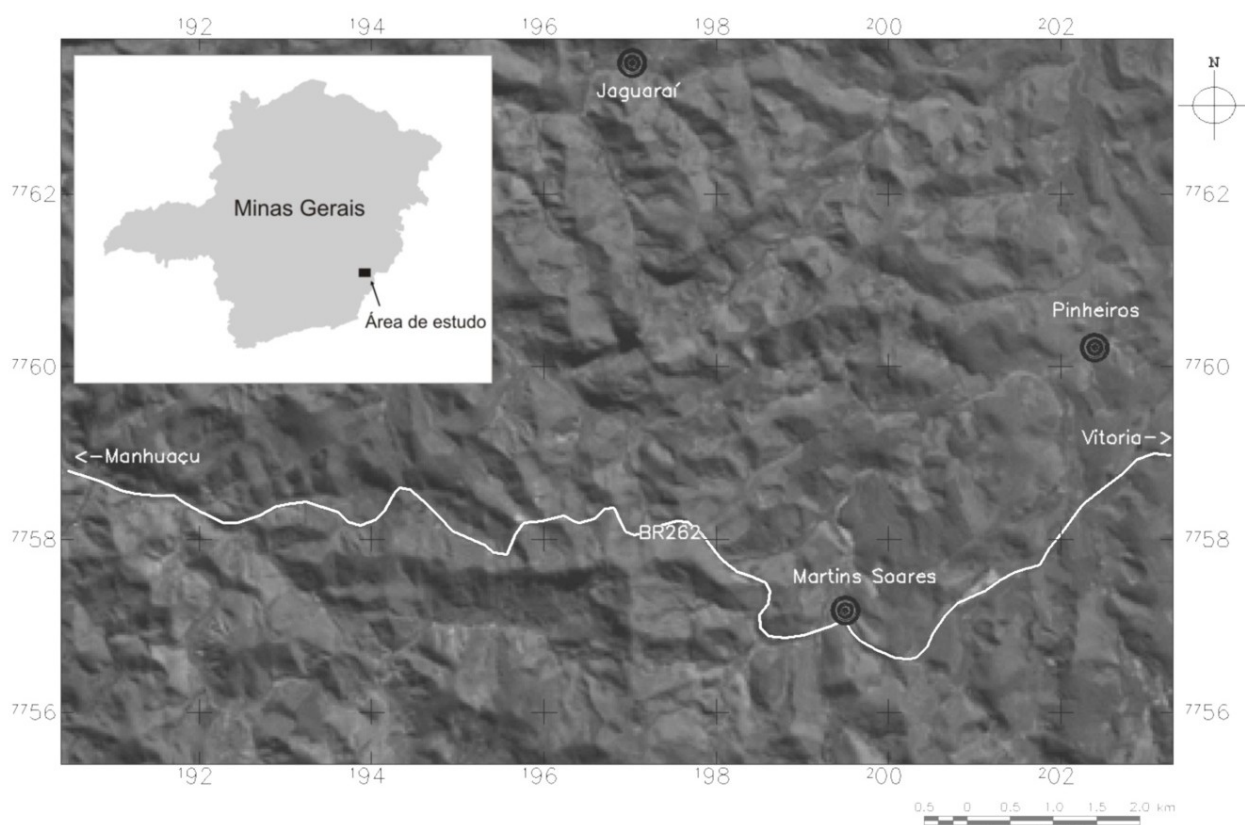 192 194 196 198 200 202
N
Jaguaraí
Minas Gerais
Área de estudo
7762 7762
Pinheiros
7760 7760
Vitoria->
<-Manhuaçu
BR262
7758 7758
Martins Soares
7756 7756
192 194 196 198 200 202
0.5 0 0.5 1.0 1.5 2.0 km